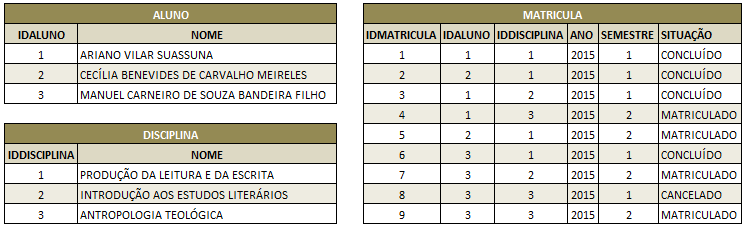 ALUNO
IDALUNO NOME
1 ARIANO VILAR SUASSUNA
2 CECÍLIA BENEVIDES DE CARVALHO MEIRELES
3 MANUEL CARNEIRO DE SOUZA BANDEIRA FILHO
DISCIPLINA
IDDISCIPLINA NOME
1 PRODUÇÃO DA LEITURA E DA ESCRITA
2 INTRODUÇÃO AOS ESTUDOS LITERÁRIOS
3 ANTROPOLOGIA TEOLÓGICA
MATRICULA
IDMATRICULA IDALUNO IDDISCIPLINA ANO SEMESTRE SITUAÇÃO
1 1 1 2015 1 CONCLUÍDO
2 2 1 2015 1 CONCLUÍDO
3 1 2 2015 1 CONCLUÍDO
4 1 3 2015 2 MATRICULADO
5 2 1 2015 2 MATRICULADO
6 3 1 2015 1 CONCLUÍDO
7 3 2 2015 2 MATRICULADO
8 3 3 2015 1 CANCELADO
9 3 3 2015 2 MATRICULADO